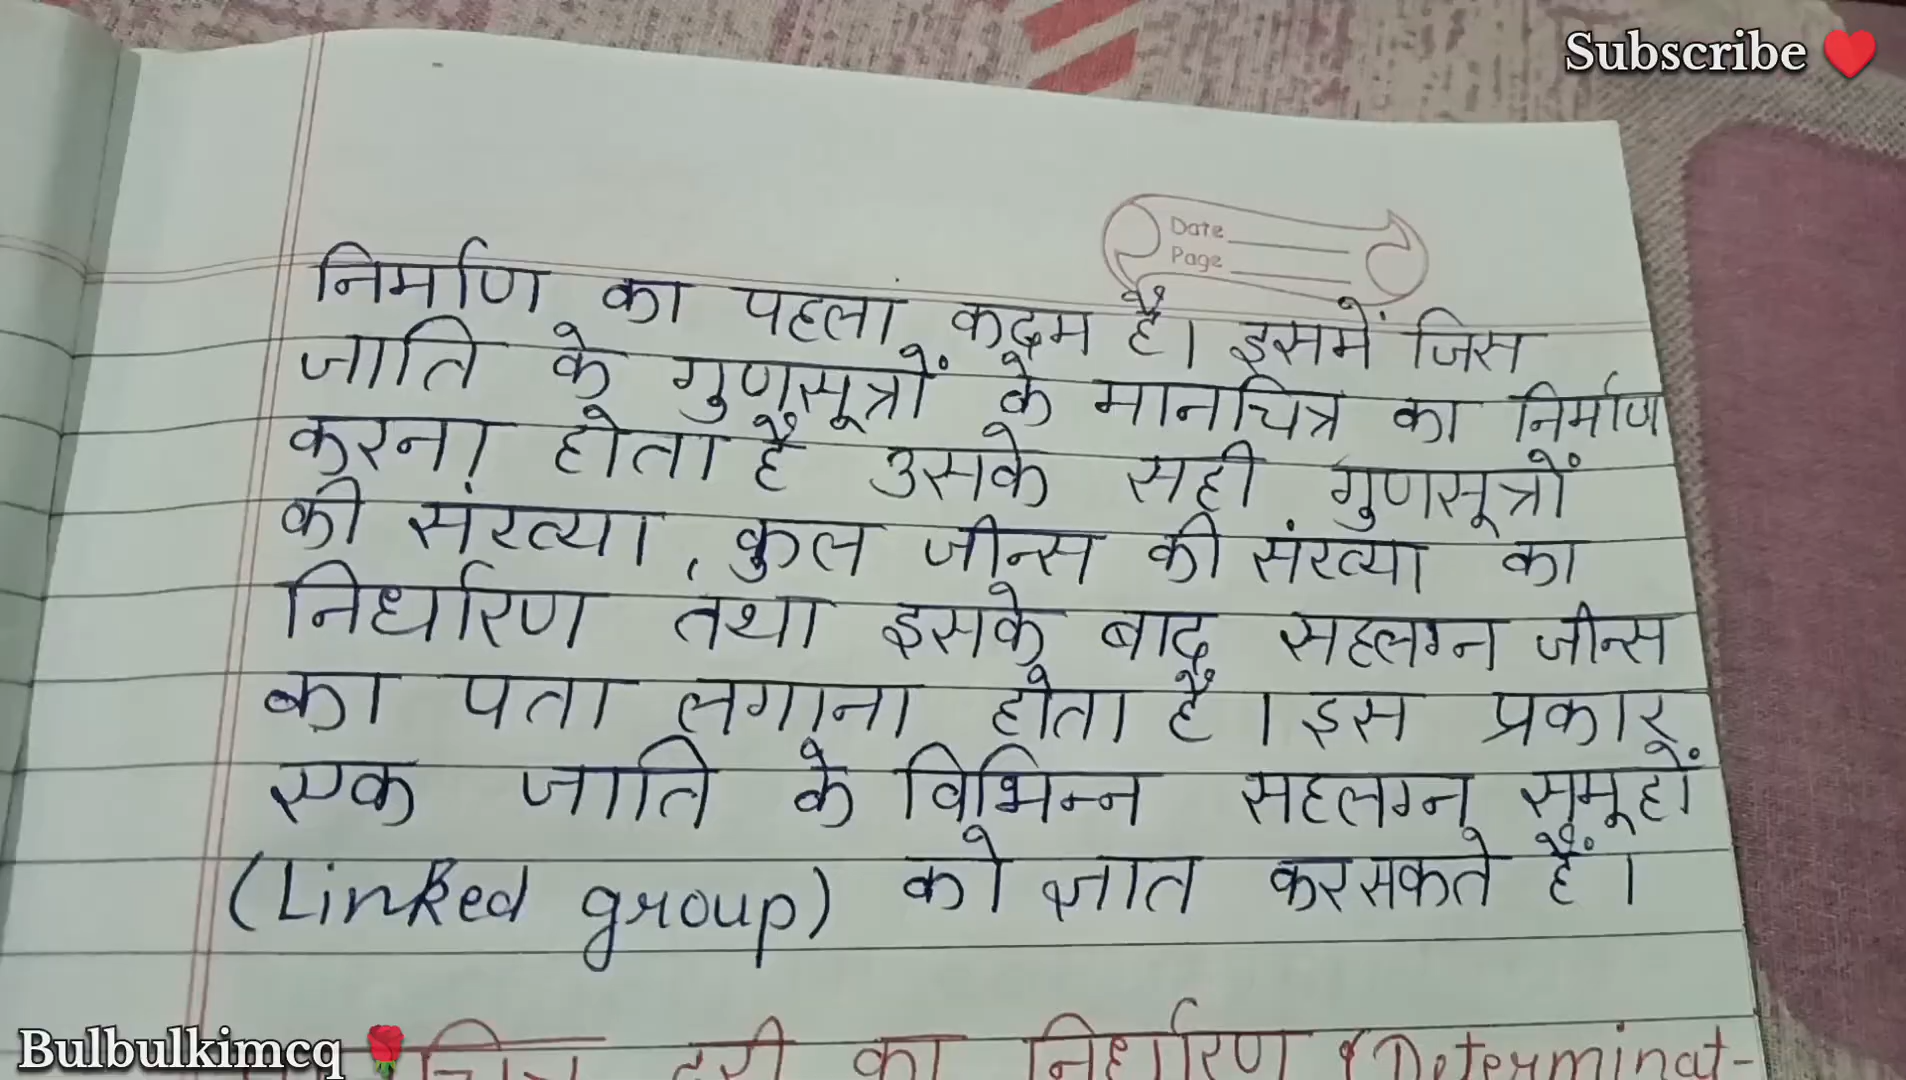 Subscribe ❤️
Date
Page
निर्माण का पहला कदम है। इसमें जिस
जाति के गुणसूत्रों के मानचित्र का निर्माण
करना होता है उसके सही गुणसूत्रों
की संख्या, कुल जीन्स की संख्या का
निर्धारण तथा इसके बाद सहलग्न जीन्स
का पता लगाना होता है। इस प्रकार
एक जाति के विभिन्न सहलग्न समूहों
(Linked group) को ज्ञात कर सकते हैं।
दूरी का निर्धारण (Determinat-
Bulbulkimcq 🌹